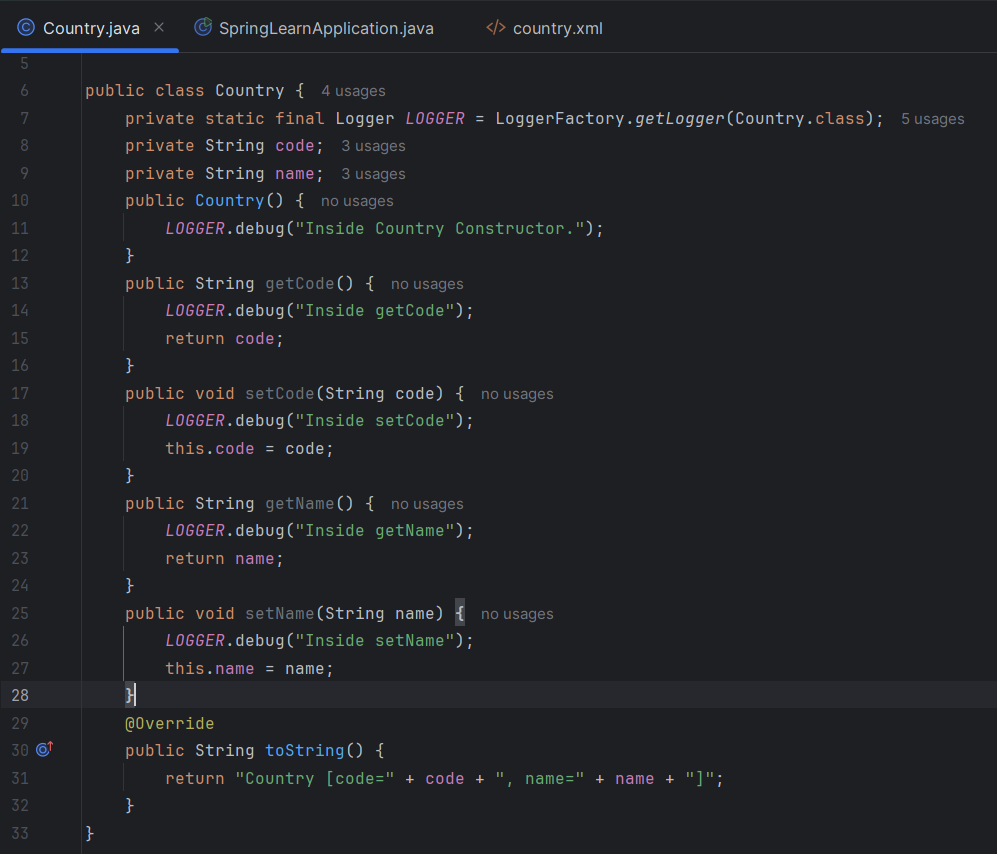 Country.java SpringLearnApplication.java </> country.xml
5
6 public class Country { 4 usages
7 private static final Logger LOGGER = LoggerFactory.getLogger(Country.class); 5 usages
8 private String code; 3 usages
9 private String name; 3 usages
10 public Country() { no usages
11 LOGGER.debug("Inside Country Constructor.");
12 }
13 public String getCode() { no usages
14 LOGGER.debug("Inside getCode");
15 return code;
16 }
17 public void setCode(String code) { no usages
18 LOGGER.debug("Inside setCode");
19 this.code = code;
20 }
21 public String getName() { no usages
22 LOGGER.debug("Inside getName");
23 return name;
24 }
25 public void setName(String name) { no usages
26 LOGGER.debug("Inside setName");
27 this.name = name;
28 }
29 @Override
30 public String toString() {
31 return "Country [code=" + code + ", name=" + name + "]";
32 }
33 }